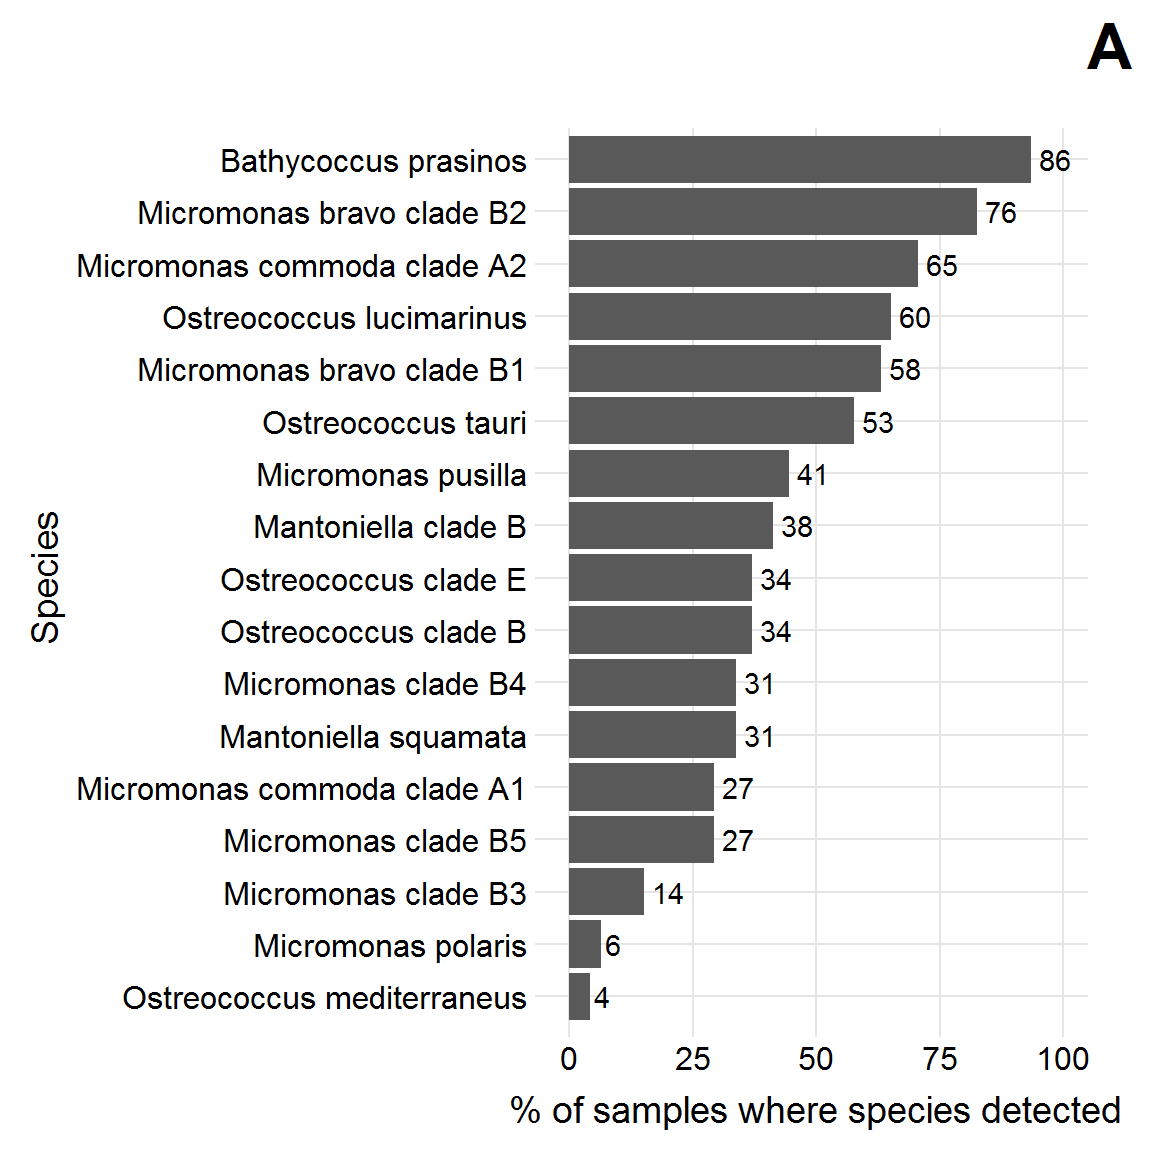 A
Bathycoccus prasinos 86
Micromonas bravo clade B2 76
Micromonas commoda clade A2 65
Ostreococcus lucimarinus 60
Micromonas bravo clade B1 58
Ostreococcus tauri 53
Micromonas pusilla 41
Mantoniella clade B 38
Ostreococcus clade E 34
Ostreococcus clade B 34
Micromonas clade B4 31
Mantoniella squamata 31
Micromonas commoda clade A1 27
Micromonas clade B5 27
Micromonas clade B3 14
Micromonas polaris 6
Ostreococcus mediterraneus 4
Species
0 25 50 75 100
% of samples where species detected